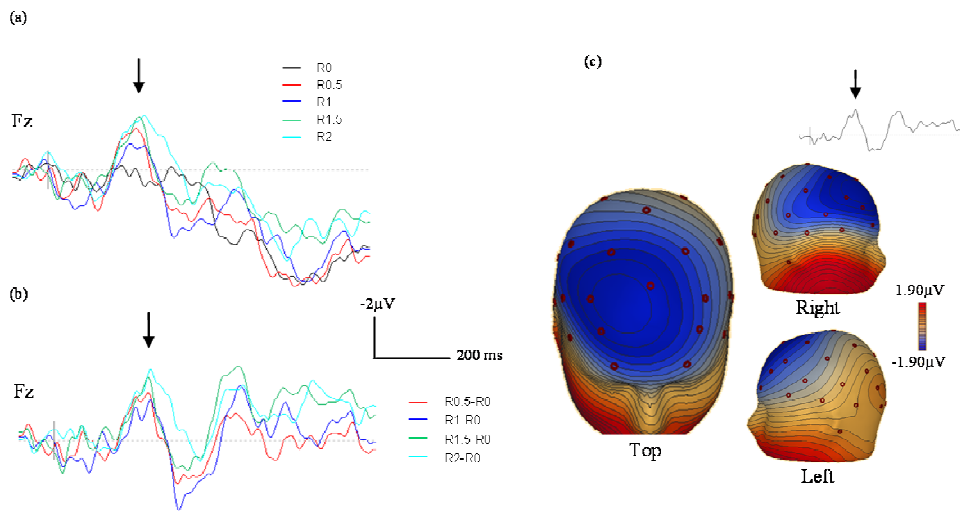 (a)
Fz
R0
R0.5
R1
R1.5
R2
(b)
Fz
-2μV
200 ms
R0.5-R0
R1-R0
R1.5-R0
R2-R0
(c)
Top
Right
1.90μV
-1.90μV
Left